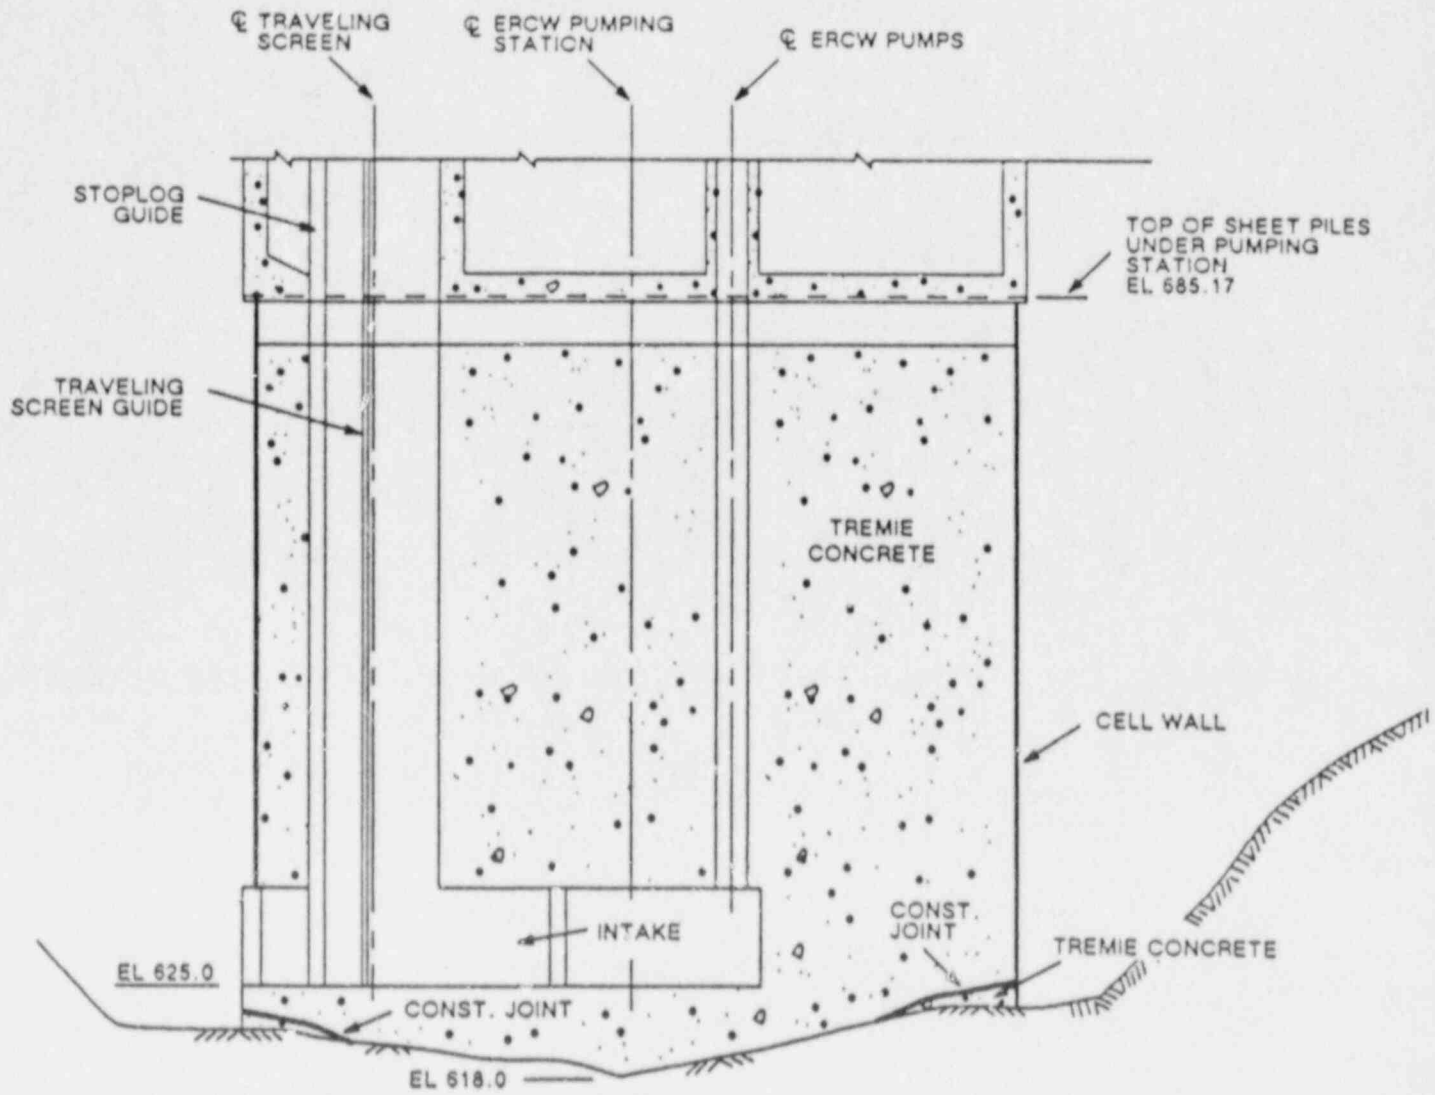 ℄ TRAVELING
SCREEN
℄ ERCW PUMPING
STATION
℄ ERCW PUMPS
STOPLOG
GUIDE
TOP OF SHEET PILES
UNDER PUMPING
STATION
EL 685.17
TRAVELING
SCREEN GUIDE
TREMIE
CONCRETE
CELL WALL
CONST.
JOINT
INTAKE
TREMIE CONCRETE
EL 625.0
CONST. JOINT
EL 618.0